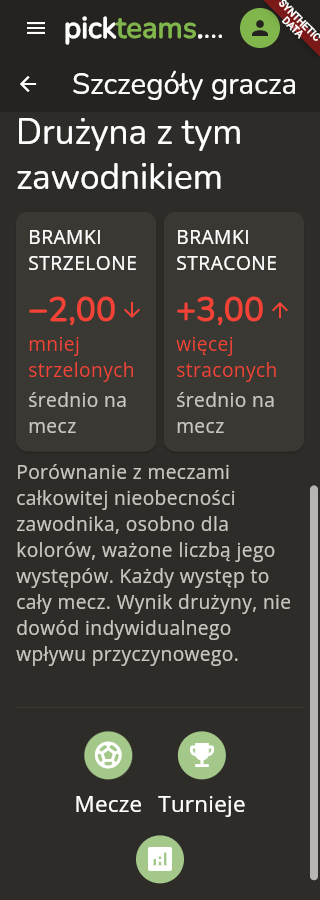 pickteams....
SYNTHETIC
DATA
Szczegóły gracza
Drużyna z tym
zawodnikiem
BRAMKI
STRZELONE
−2,00 ↓
mniej
strzelonych
średnio na
mecz
BRAMKI
STRACONE
+3,00 ↑
więcej
straconych
średnio na
mecz
Porównanie z meczami
całkowitej nieobecności
zawodnika, osobno dla
kolorów, ważone liczbą jego
występów. Każdy występ to
cały mecz. Wynik drużyny, nie
dowód indywidualnego
wpływu przyczynowego.
Mecze Turnieje